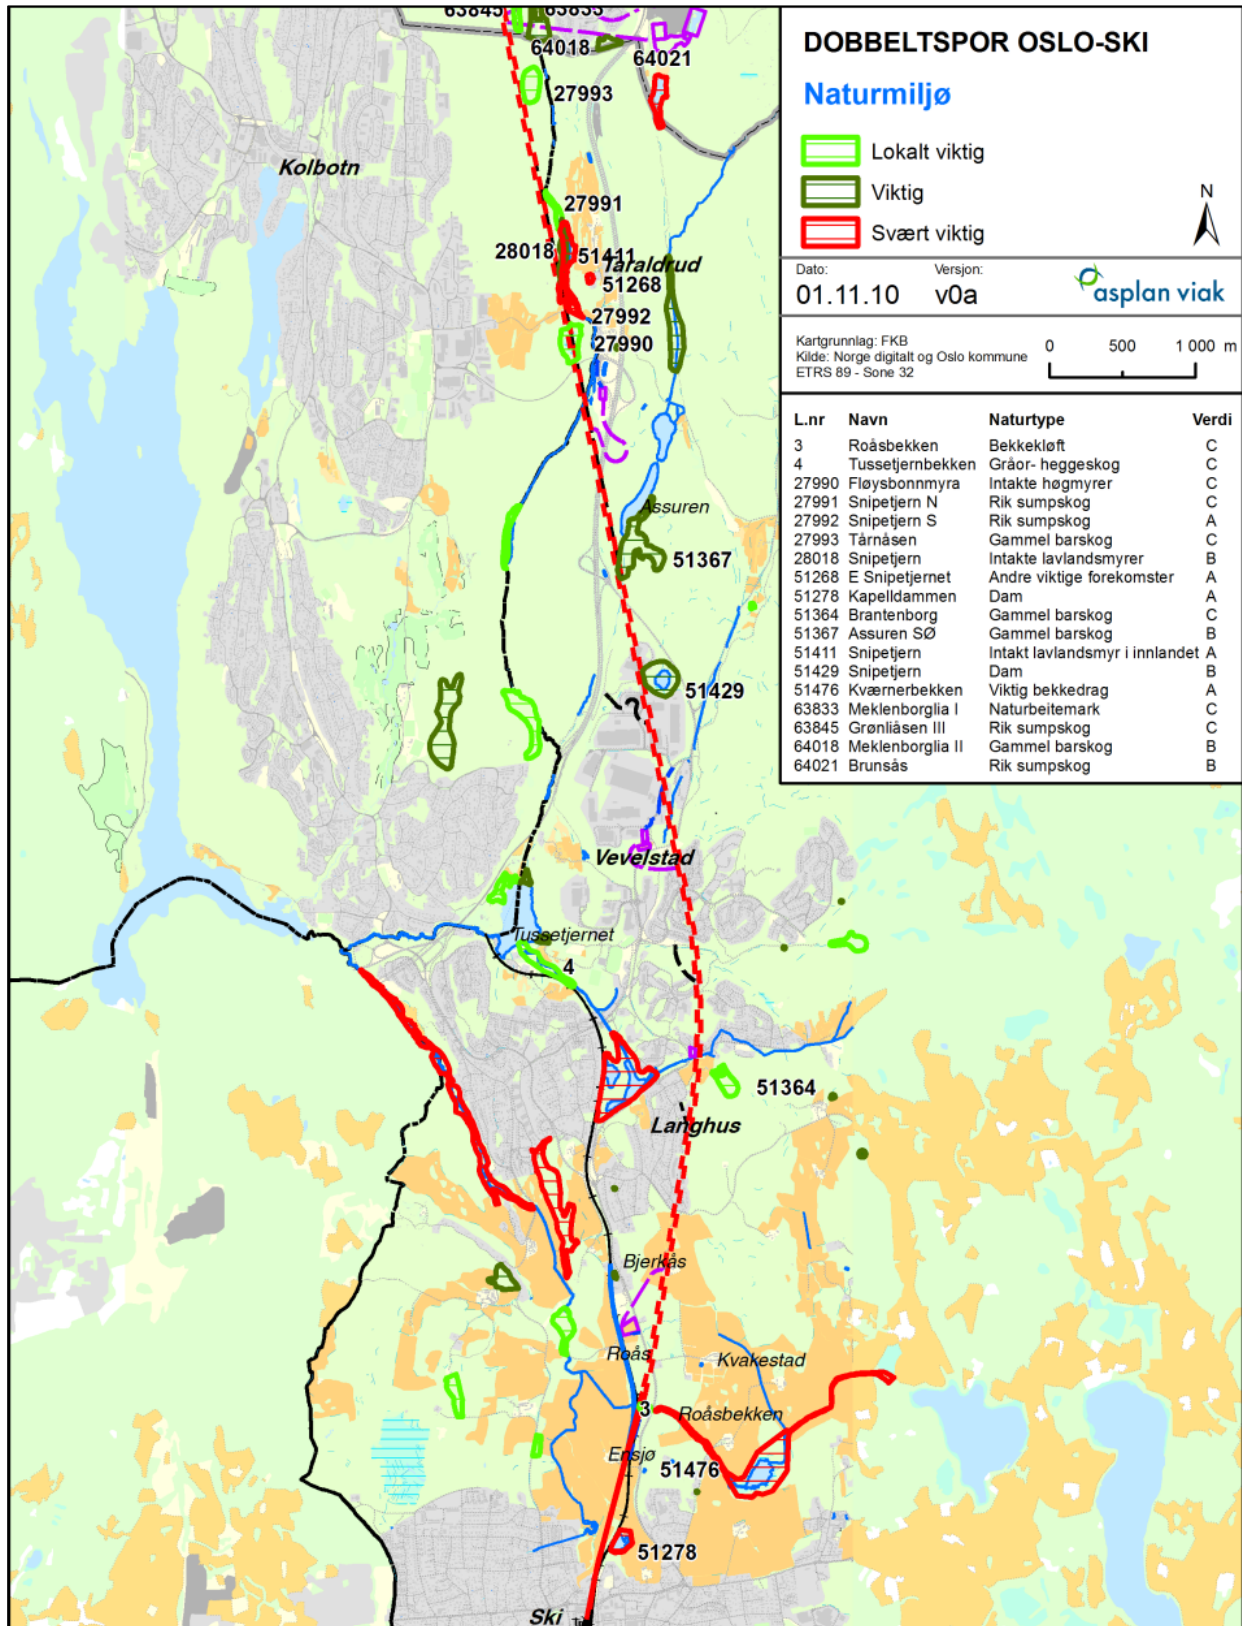 DOBBELTSPOR OSLO-SKI
Naturmiljø
Lokalt viktig
Viktig
Svært viktig
N
Dato:
01.11.10
Versjon:
v0a
asplan viak
Kartgrunnlag: FKB
Kilde: Norge digitalt og Oslo kommune
ETRS 89 - Sone 32
0 500 1 000 m
L.nr Navn Naturtype Verdi
3 Roåsbekken Bekkekløft C
4 Tussetjernbekken Gråor- heggeskog C
27990 Fløysbonnmyra Intakte høgmyrer C
27991 Snipetjern N Rik sumpskog C
27992 Snipetjern S Rik sumpskog A
27993 Tårnåsen Gammel barskog C
28018 Snipetjern Intakte lavlandsmyrer B
51268 E Snipetjernet Andre viktige forekomster A
51278 Kapelldammen Dam A
51364 Brantenborg Gammel barskog C
51367 Assuren SØ Gammel barskog B
51411 Snipetjern Intakt lavlandsmyr i innlandet A
51429 Snipetjern Dam B
51476 Kværnerbekken Viktig bekkedrag A
63833 Meklenborglia I Naturbeitemark C
63845 Grønliåsen III Rik sumpskog C
64018 Meklenborglia II Gammel barskog B
64021 Brunsås Rik sumpskog B
63845 63833
64018
64021
27993
Kolbotn
27991
28018
51411
Taraldrud
51268
27992
27990
Assuren
51367
51429
Vevelstad
Tussetjernet
4
51364
Langhus
Bjerkås
Roås
Kvakestad
3
Roåsbekken
Ensjø
51476
51278
Ski